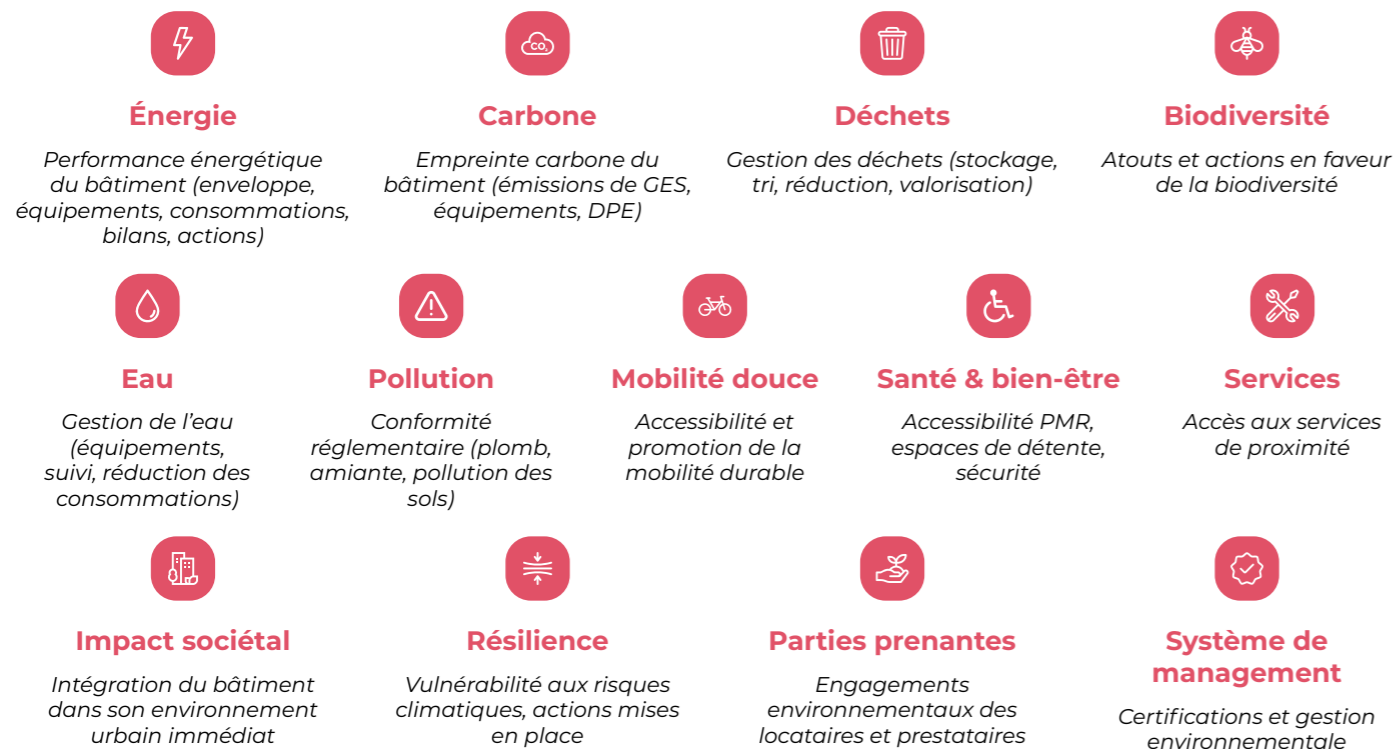 CO₂
Énergie
Performance énergétique
du bâtiment (enveloppe,
équipements, consommations,
bilans, actions)
Carbone
Empreinte carbone du
bâtiment (émissions de GES,
équipements, DPE)
Déchets
Gestion des déchets (stockage,
tri, réduction, valorisation)
Biodiversité
Atouts et actions en faveur
de la biodiversité
Eau
Gestion de l’eau
(équipements,
suivi, réduction des
consommations)
Pollution
Conformité
réglementaire (plomb,
amiante, pollution des
sols)
Mobilité douce
Accessibilité et
promotion de la
mobilité durable
Santé & bien-être
Accessibilité PMR,
espaces de détente,
sécurité
Services
Accès aux services
de proximité
Impact sociétal
Intégration du bâtiment
dans son environnement
urbain immédiat
Résilience
Vulnérabilité aux risques
climatiques, actions mises
en place
Parties prenantes
Engagements
environnementaux des
locataires et prestataires
Système de
management
Certifications et gestion
environnementale